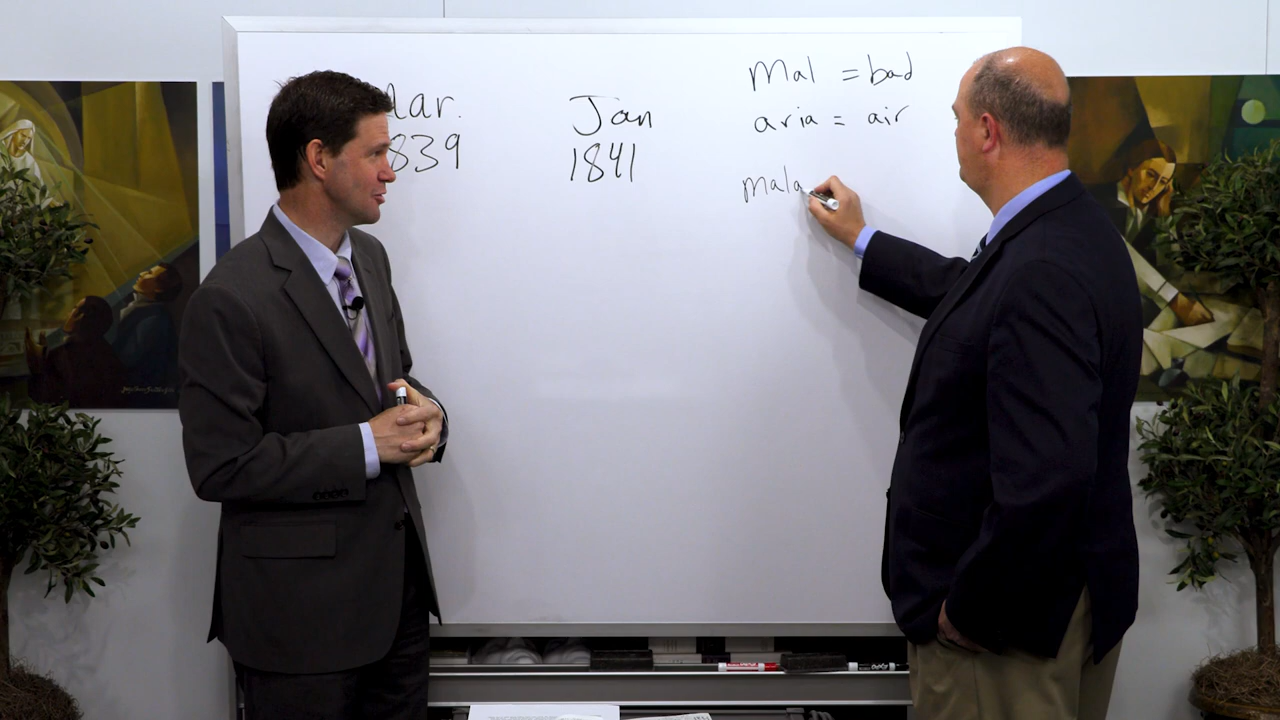 Mar.
1839
Jan
1841
Mal = bad
aria = air
mala